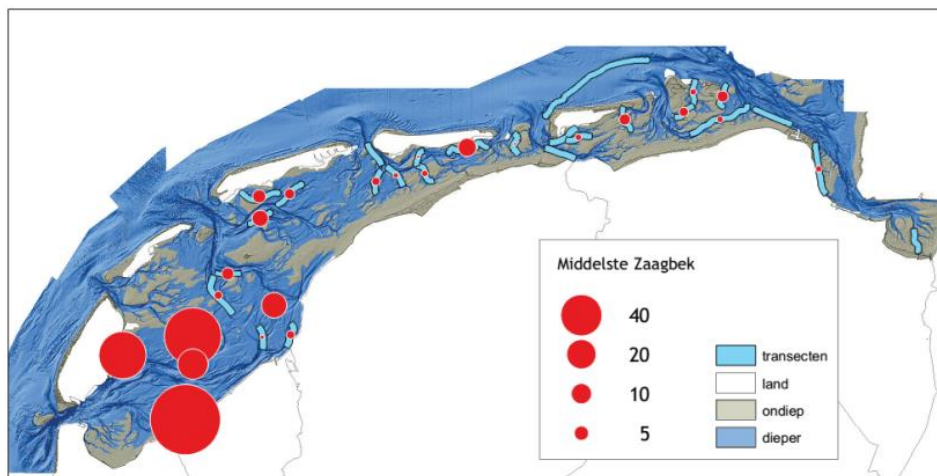 Middelste Zaagbek
40
20
10
5
transecten
land
ondiep
dieper